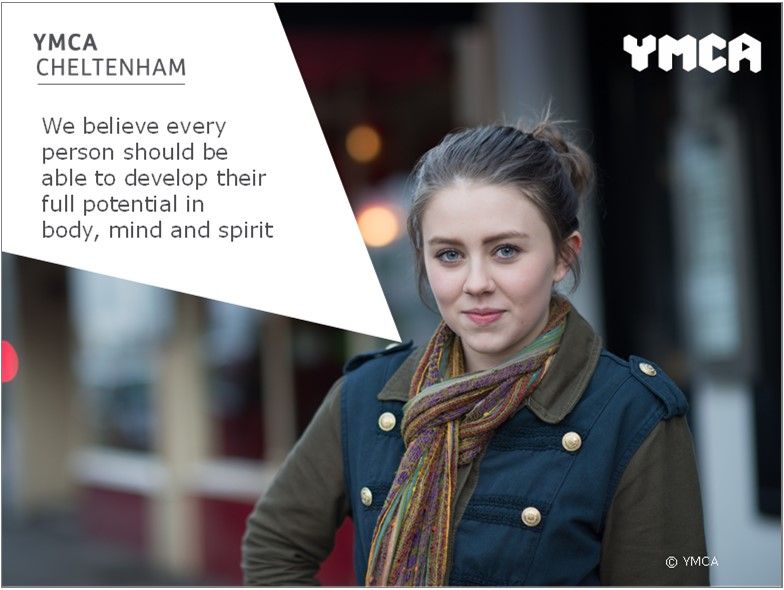 YMCA
CHELTENHAM
YMCA
We believe every
person should be
able to develop their
full potential in
body, mind and spirit
© YMCA